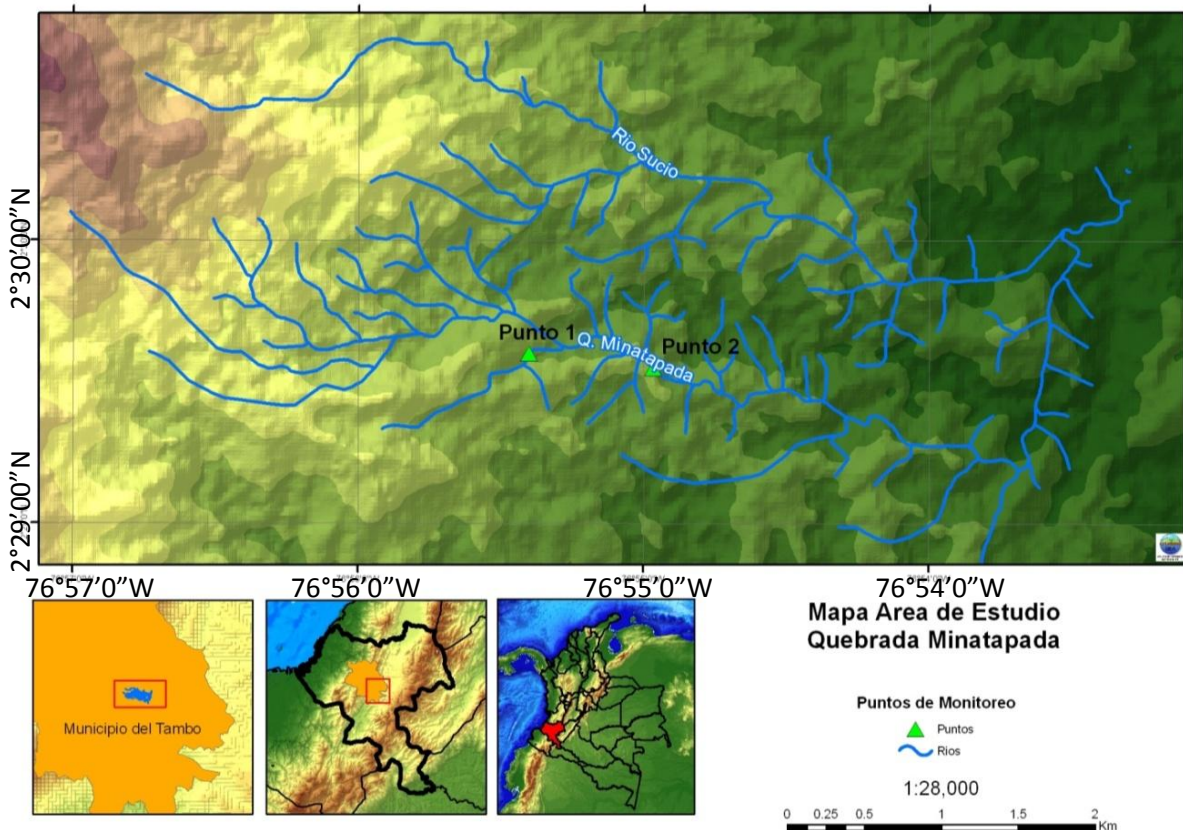 Rio Sucio
2°30’00”N
Punto 1
Q. Minatapada
Punto 2
2°29’00”N
76°57’0”W
76°56’0”W
76°55’0”W
76°54’0”W
Municipio del Tambo
Mapa Area de Estudio
Quebrada Minatapada
Puntos de Monitoreo
Puntos
Rios
1:28,000
0 0.25 0.5 1 1.5 2
Km